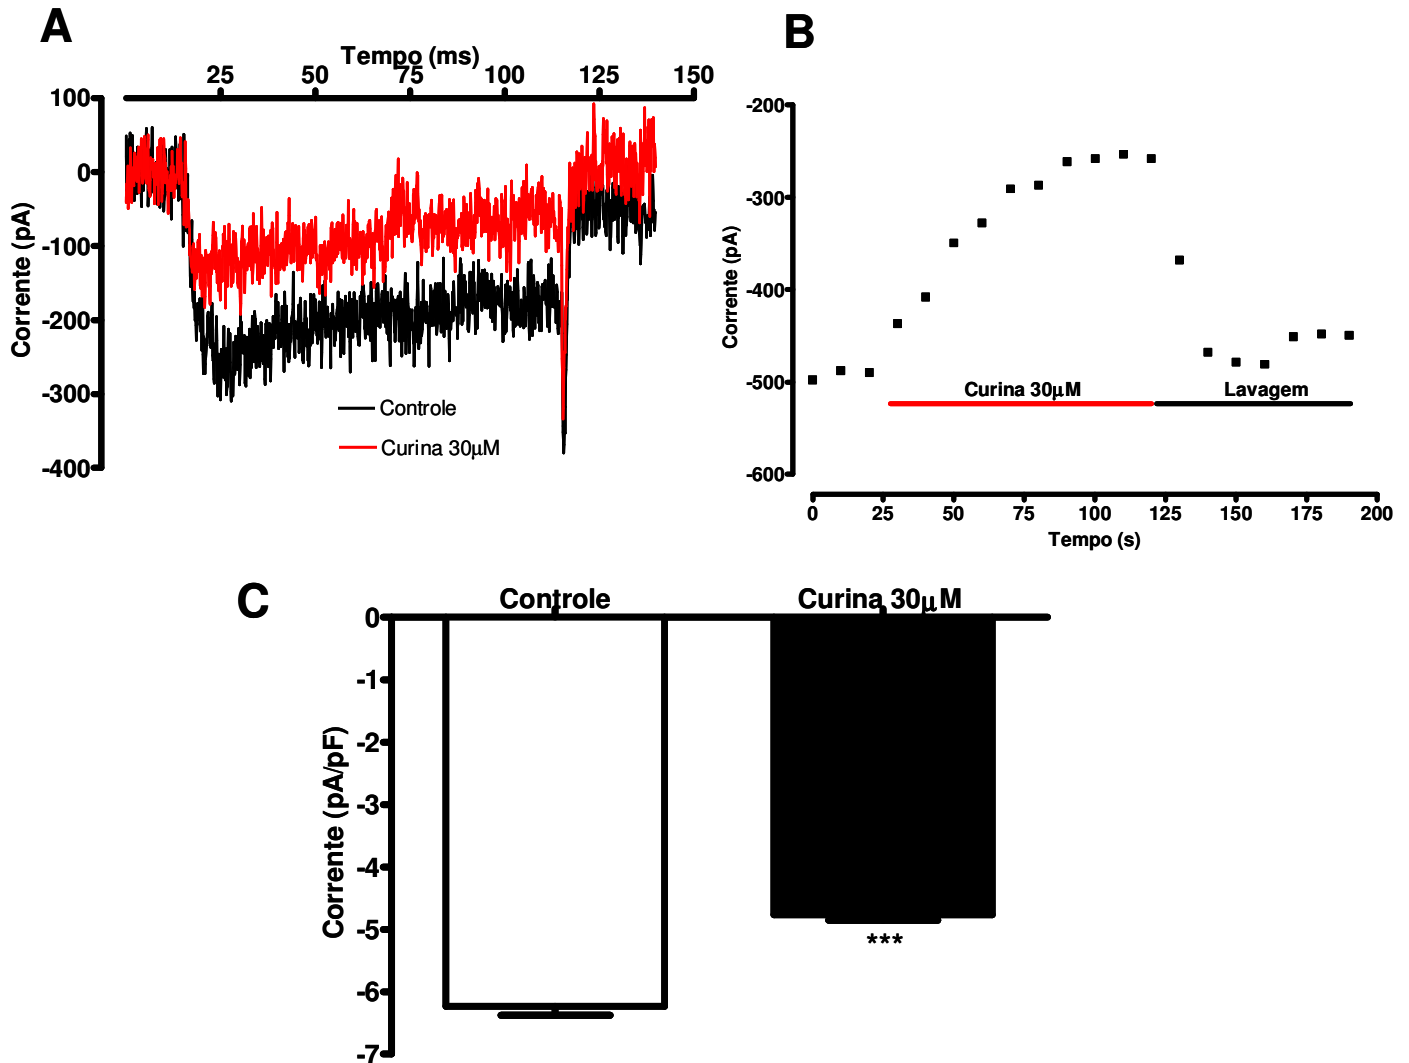 A
Tempo (ms)
25 50 75 100 125 150
100
0
-100
-200
-300
-400
Corrente (pA)
Controle
Curina 30µM
B
-200
-300
-400
-500
-600
Corrente (pA)
Curina 30µM Lavagem
0 25 50 75 100 125 150 175 200
Tempo (s)
C
Controle Curina 30µM
0
-1
-2
-3
-4
-5
-6
-7
Corrente (pA/pF)
***